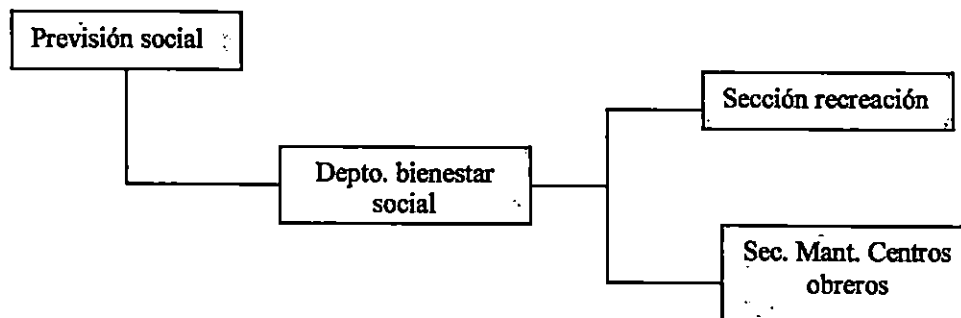 Previsión social
Sección recreación
Depto. bienestar
social
Sec. Mant. Centros
obreros